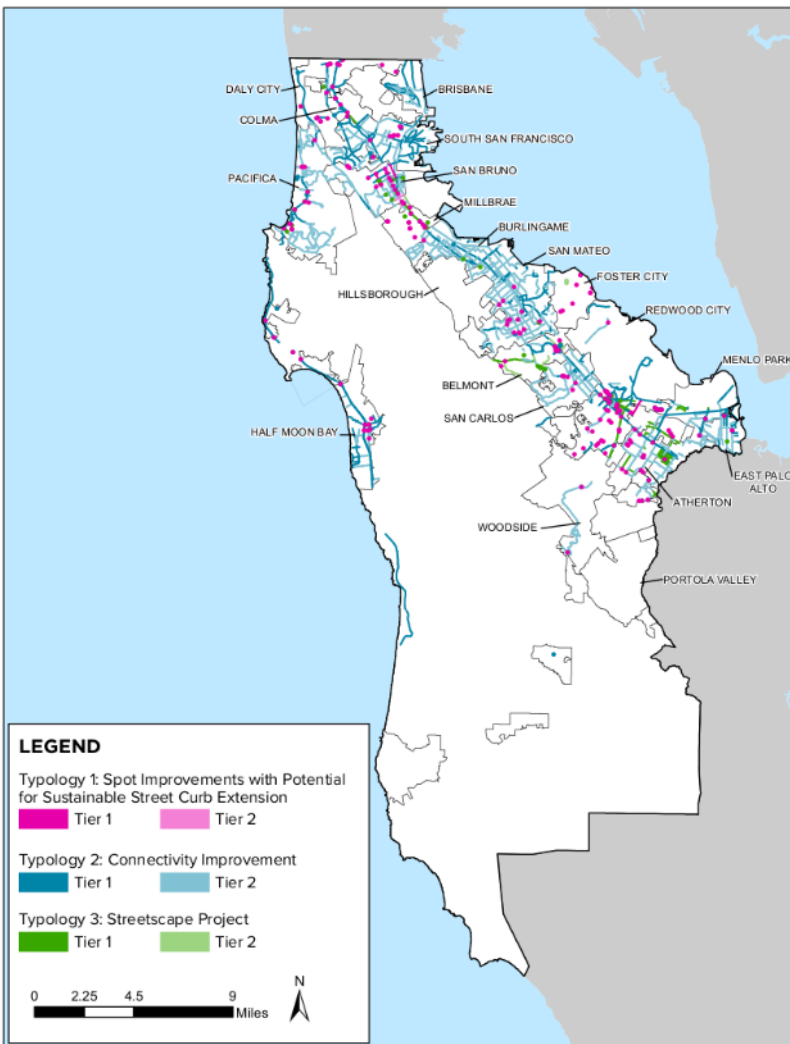 DALY CITY
BRISBANE
COLMA
SOUTH SAN FRANCISCO
SAN BRUNO
PACIFICA
MILLBRAE
BURLINGAME
SAN MATEO
FOSTER CITY
HILLSBOROUGH
REDWOOD CITY
MENLO PARK
BELMONT
SAN CARLOS
HALF MOON BAY
EAST PALO
ALTO
ATHERTON
WOODSIDE
PORTOLA VALLEY
LEGEND
Typology 1: Spot Improvements with Potential
for Sustainable Street Curb Extension
Tier 1 Tier 2
Typology 2: Connectivity Improvement
Tier 1 Tier 2
Typology 3: Streetscape Project
Tier 1 Tier 2
N
0 2.25 4.5 9
Miles